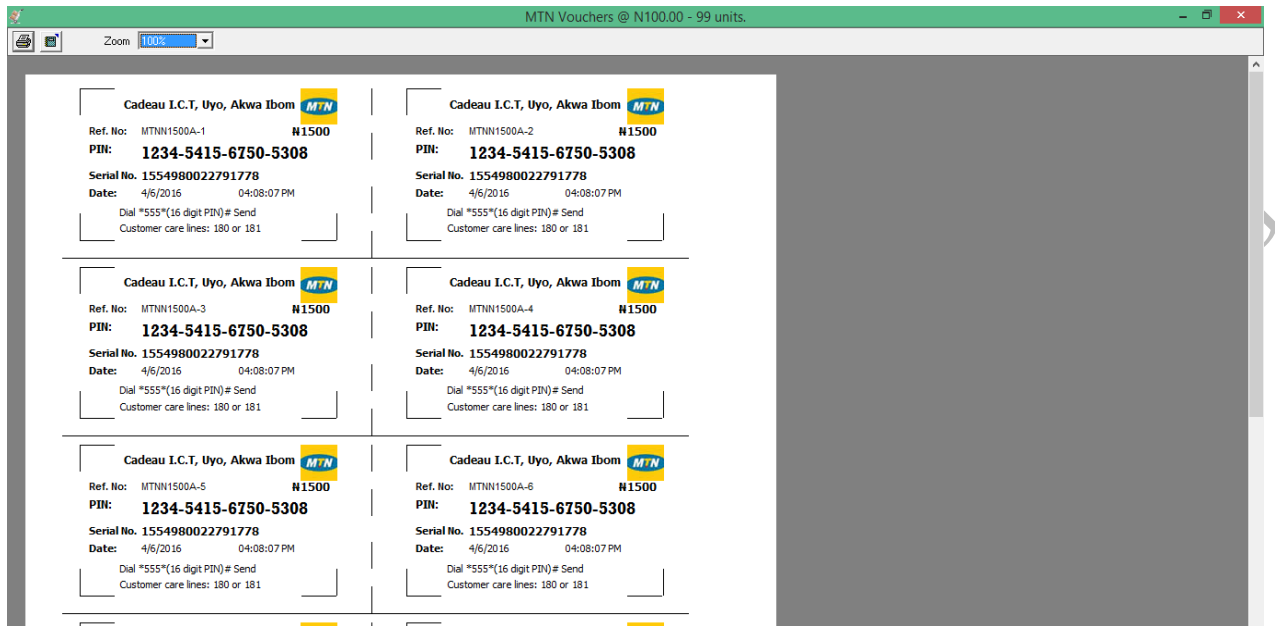 MTN Vouchers @ N100.00 - 99 units.
Zoom 100%
Cadeau I.C.T, Uyo, Akwa Ibom MTN
Ref. No: MTNN1500A-1 ₦1500
PIN: 1234-5415-6750-5308
Serial No. 1554980022791778
Date: 4/6/2016 04:08:07 PM
Dial *555*(16 digit PIN)# Send
Customer care lines: 180 or 181
Cadeau I.C.T, Uyo, Akwa Ibom MTN
Ref. No: MTNN1500A-2 ₦1500
PIN: 1234-5415-6750-5308
Serial No. 1554980022791778
Date: 4/6/2016 04:08:07 PM
Dial *555*(16 digit PIN)# Send
Customer care lines: 180 or 181
Cadeau I.C.T, Uyo, Akwa Ibom MTN
Ref. No: MTNN1500A-3 ₦1500
PIN: 1234-5415-6750-5308
Serial No. 1554980022791778
Date: 4/6/2016 04:08:07 PM
Dial *555*(16 digit PIN)# Send
Customer care lines: 180 or 181
Cadeau I.C.T, Uyo, Akwa Ibom MTN
Ref. No: MTNN1500A-4 ₦1500
PIN: 1234-5415-6750-5308
Serial No. 1554980022791778
Date: 4/6/2016 04:08:07 PM
Dial *555*(16 digit PIN)# Send
Customer care lines: 180 or 181
Cadeau I.C.T, Uyo, Akwa Ibom MTN
Ref. No: MTNN1500A-5 ₦1500
PIN: 1234-5415-6750-5308
Serial No. 1554980022791778
Date: 4/6/2016 04:08:07 PM
Dial *555*(16 digit PIN)# Send
Customer care lines: 180 or 181
Cadeau I.C.T, Uyo, Akwa Ibom MTN
Ref. No: MTNN1500A-6 ₦1500
PIN: 1234-5415-6750-5308
Serial No. 1554980022791778
Date: 4/6/2016 04:08:07 PM
Dial *555*(16 digit PIN)# Send
Customer care lines: 180 or 181